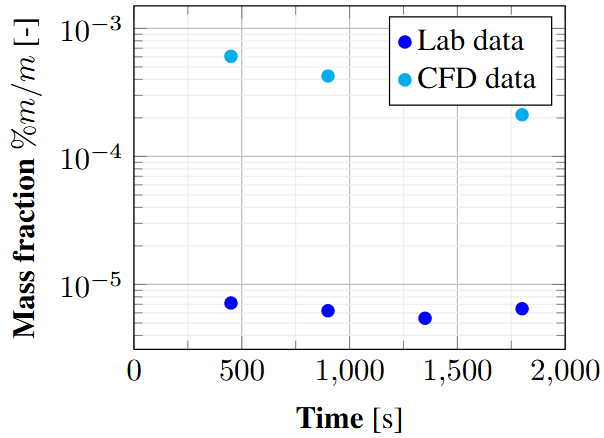 Mass fraction %m/m [-]
10⁻³
10⁻⁴
10⁻⁵
Lab data
CFD data
0 500 1,000 1,500 2,000
Time [s]